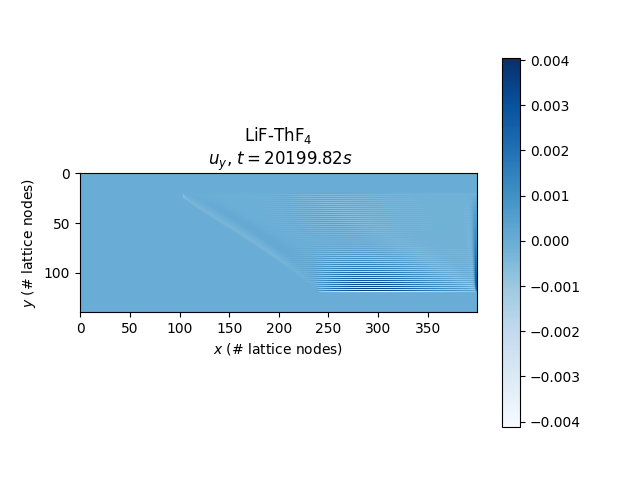 LiF-ThF₄
u_y, t = 20199.82s
0
50
100
y (# lattice nodes)
0 50 100 150 200 250 300 350
x (# lattice nodes)
0.004
0.003
0.002
0.001
0.000
−0.001
−0.002
−0.003
−0.004